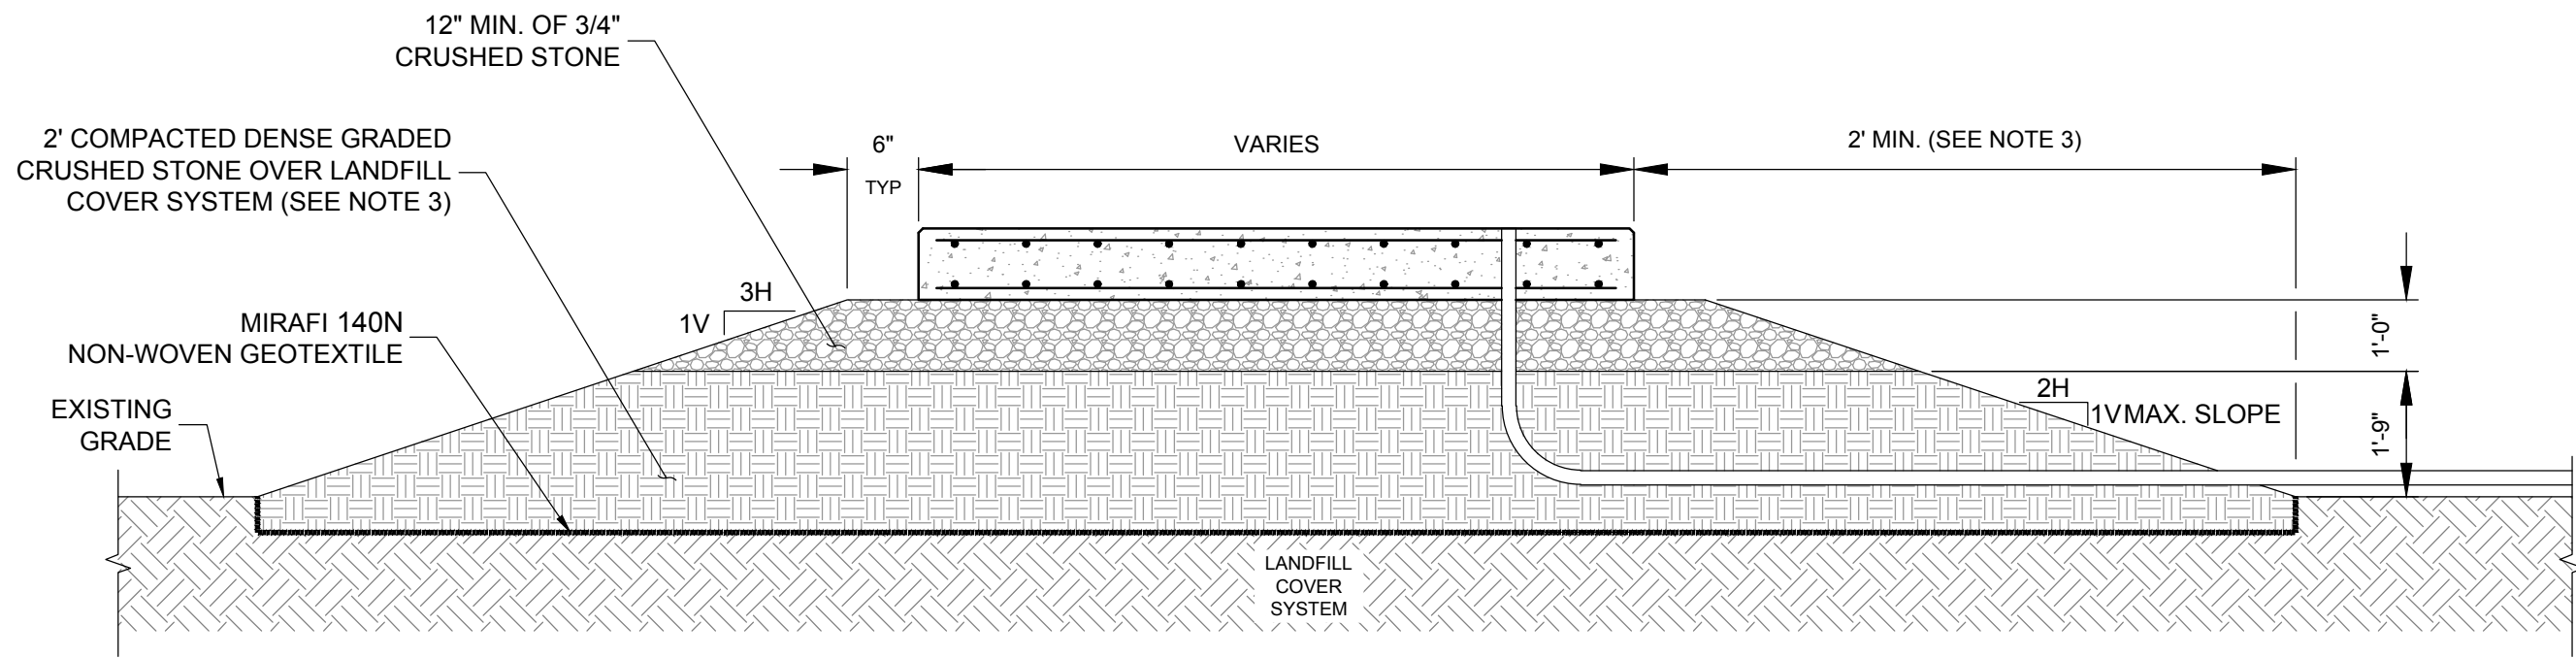 12" MIN. OF 3/4"
CRUSHED STONE
2' COMPACTED DENSE GRADED
CRUSHED STONE OVER LANDFILL
COVER SYSTEM (SEE NOTE 3)
6"
TYP
VARIES
2' MIN. (SEE NOTE 3)
3H
1V
MIRAFI 140N
NON-WOVEN GEOTEXTILE
1'-0"
EXISTING
GRADE
2H
1V MAX. SLOPE
1'-9"
LANDFILL
COVER
SYSTEM